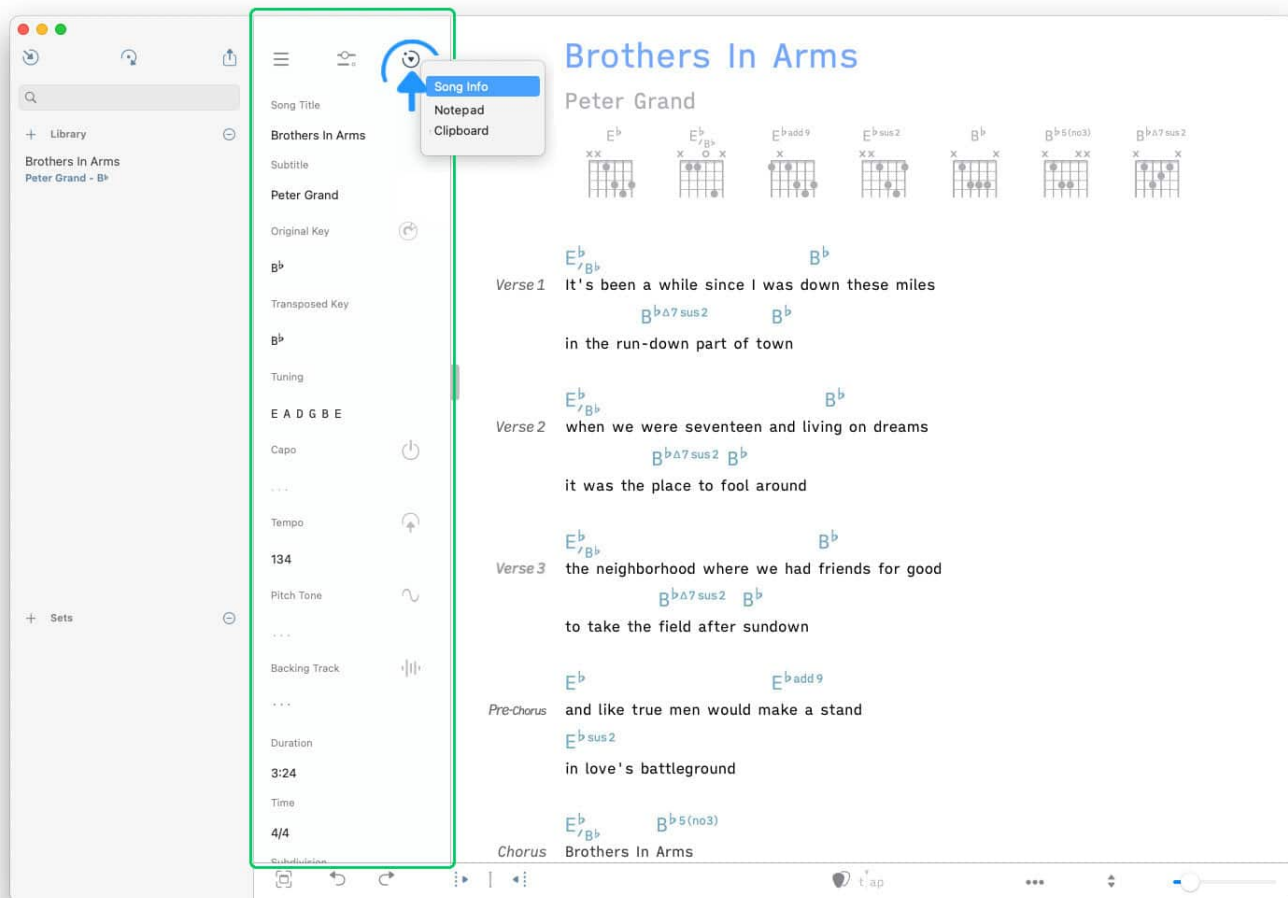 Library
Brothers In Arms
Peter Grand - B♭
Sets
Song Title
Brothers In Arms
Subtitle
Peter Grand
Original Key
B♭
Transposed Key
B♭
Tuning
E A D G B E
Capo
...
Tempo
134
Pitch Tone
...
Backing Track
...
Duration
3:24
Time
4/4
Subdivision
Song Info
Notepad
Clipboard
Brothers In Arms
Peter Grand
E♭ E♭/B♭ E♭add9 E♭sus2 B♭ B♭5(no3) B♭Δ7sus2
xx x o x x xx x x x xx x x
E♭/B♭ B♭
Verse 1 It's been a while since I was down these miles
B♭Δ7sus2 B♭
in the run-down part of town
E♭/B♭ B♭
Verse 2 when we were seventeen and living on dreams
B♭Δ7sus2 B♭
it was the place to fool around
E♭/B♭ B♭
Verse 3 the neighborhood where we had friends for good
B♭Δ7sus2 B♭
to take the field after sundown
E♭ E♭add9
Pre-Chorus and like true men would make a stand
E♭sus2
in love's battleground
E♭/B♭ B♭5(no3)
Chorus Brothers In Arms
tap